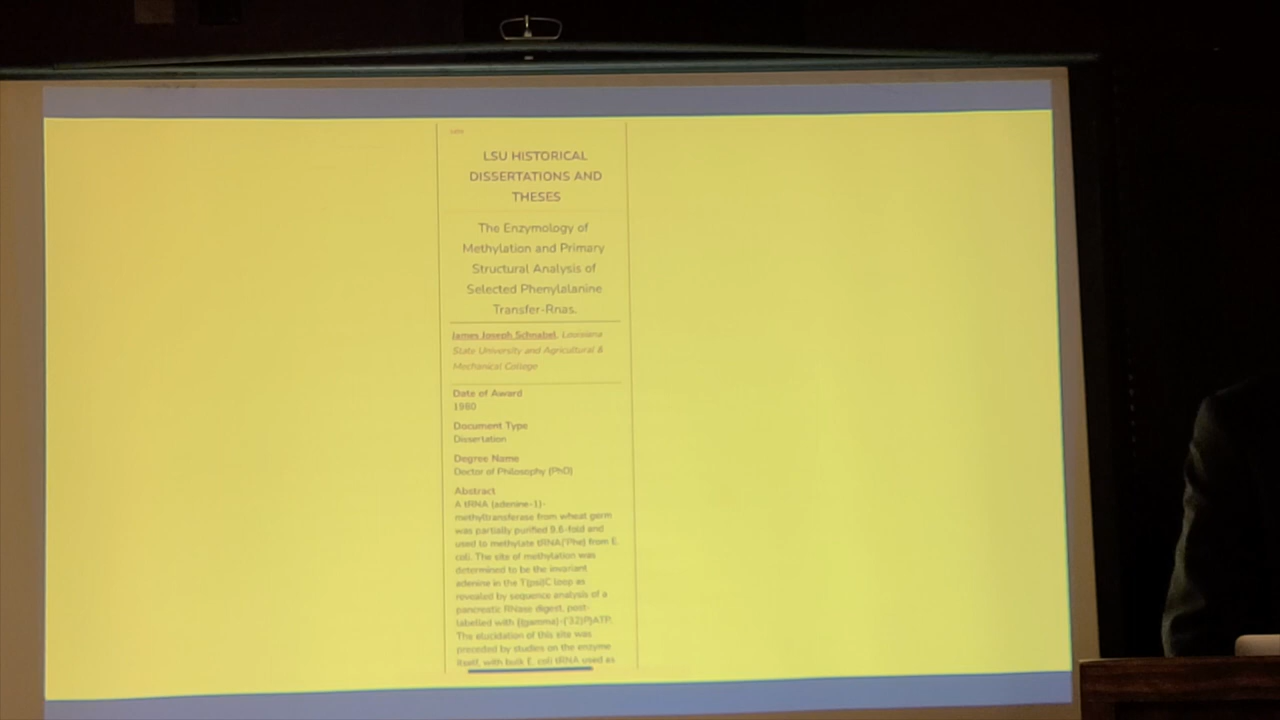 LSU HISTORICAL
DISSERTATIONS AND
THESES
The Enzymology of
Methylation and Primary
Structural Analysis of
Selected Phenylalanine
Transfer-Rnas.
James Joseph Schnabel, Louisiana
State University and Agricultural &
Mechanical College
Date of Award
1980
Document Type
Dissertation
Degree Name
Doctor of Philosophy (PhD)
Abstract
A tRNA (adenine-1)-
methyltransferase from wheat germ
was partially purified 9.6-fold and
used to methylate tRNA('Phe) from E.
coli. The site of methylation was
determined to be the invariant
adenine in the T(psi)C loop as
revealed by sequence analysis of a
pancreatic RNase digest, post-
labelled with {(gamma)-('32)P}ATP.
The elucidation of this site was
preceded by studies on the enzyme
itself, with bulk E. coli tRNA used as